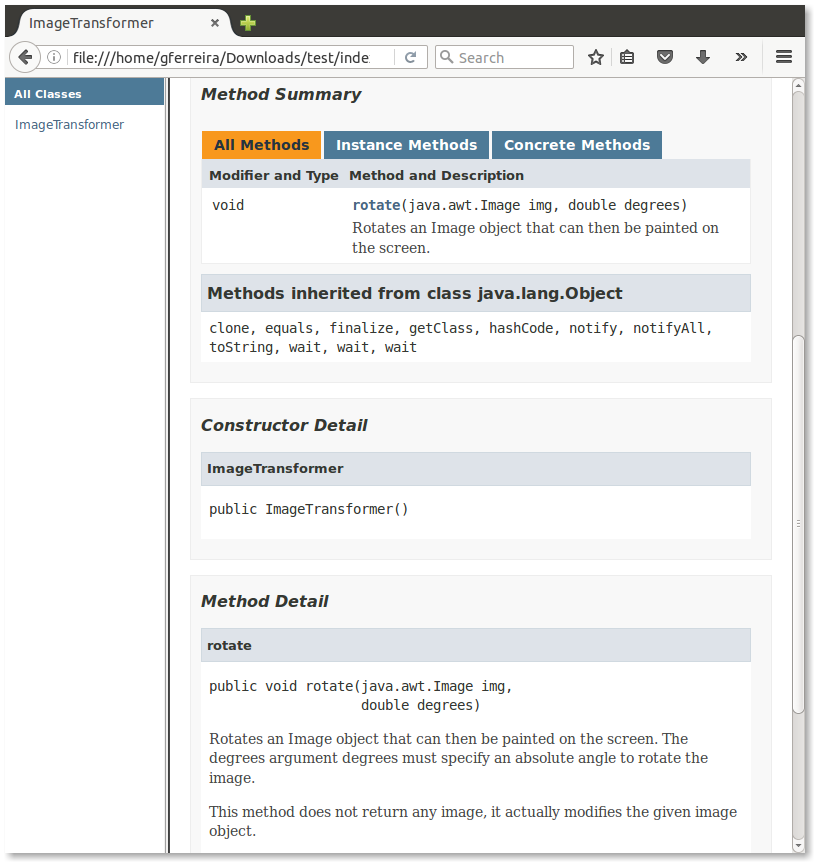 ImageTransformer
file:///home/gferreira/Downloads/test/inde
Search
All Classes
ImageTransformer
Method Summary
All Methods Instance Methods Concrete Methods
Modifier and Type Method and Description
void rotate(java.awt.Image img, double degrees)
Rotates an Image object that can then be painted on
the screen.
Methods inherited from class java.lang.Object
clone, equals, finalize, getClass, hashCode, notify, notifyAll,
toString, wait, wait, wait
Constructor Detail
ImageTransformer
public ImageTransformer()
Method Detail
rotate
public void rotate(java.awt.Image img,
double degrees)
Rotates an Image object that can then be painted on the screen. The
degrees argument degrees must specify an absolute angle to rotate the
image.
This method does not return any image, it actually modifies the given image
object.